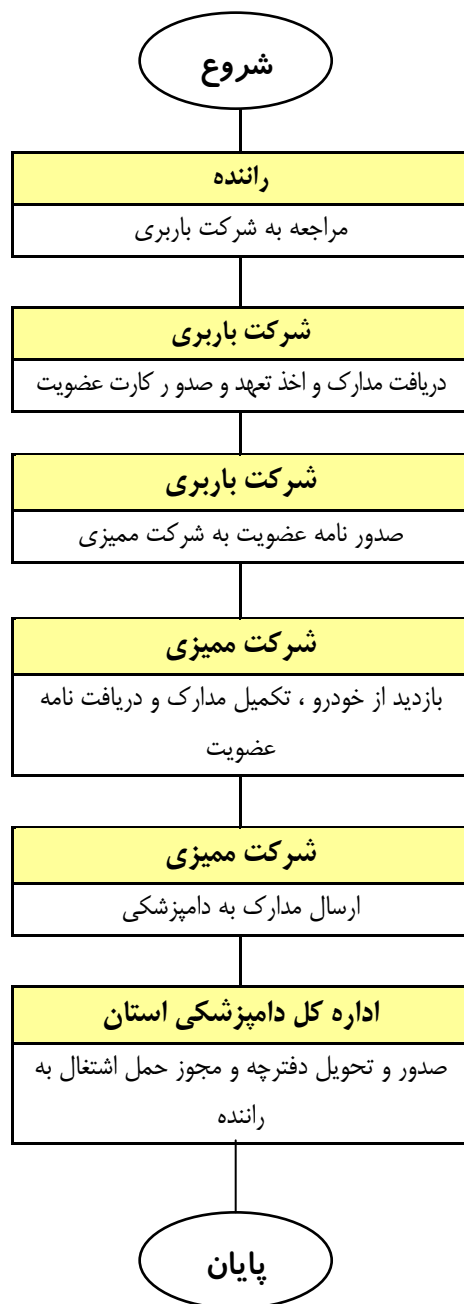 شروع
راننده
مراجعه به شرکت باربری
شرکت باربری
دریافت مدارک و اخذ تعهد و صدو ر کارت عضویت
شرکت باربری
صدور نامه عضویت به شرکت ممیزی
شرکت ممیزی
بازدید از خودرو ، تکمیل مدارک و دریافت نامه
عضویت
شرکت ممیزی
ارسال مدارک به دامپزشکی
اداره کل دامپزشکی استان
صدور و تحویل دفترچه و مجوز حمل اشتغال به
راننده
پایان